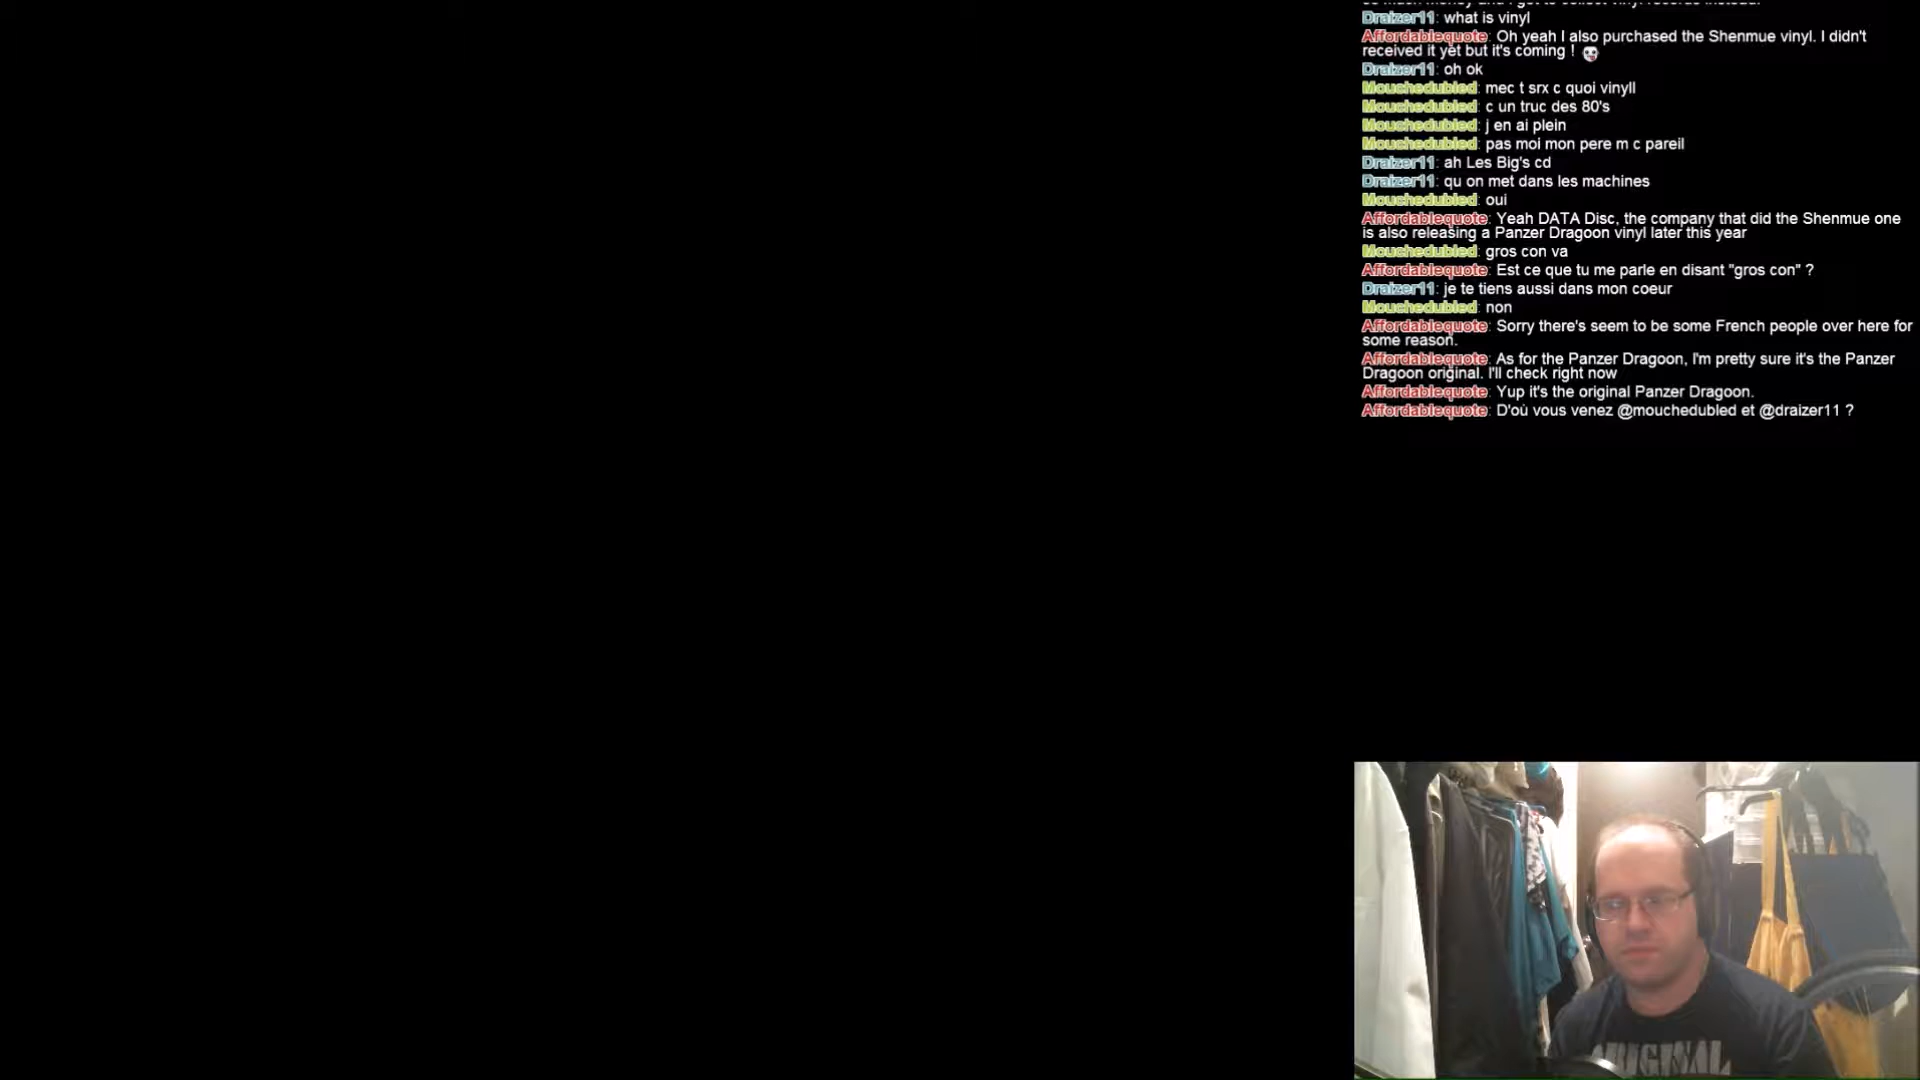 Draizer11: what is vinyl
Affordablequote: Oh yeah I also purchased the Shenmue vinyl. I didn't
received it yet but it's coming !
Draizer11: oh ok
Mouchedubled: mec t srx c quoi vinyll
Mouchedubled: c un truc des 80's
Mouchedubled: j en ai plein
Mouchedubled: pas moi mon pere m c pareil
Draizer11: ah Les Big's cd
Draizer11: qu on met dans les machines
Mouchedubled: oui
Affordablequote: Yeah DATA Disc, the company that did the Shenmue one
is also releasing a Panzer Dragoon vinyl later this year
Mouchedubled: gros con va
Affordablequote: Est ce que tu me parle en disant "gros con" ?
Draizer11: je te tiens aussi dans mon coeur
Mouchedubled: non
Affordablequote: Sorry there's seem to be some French people over here for
some reason.
Affordablequote: As for the Panzer Dragoon, I'm pretty sure it's the Panzer
Dragoon original. I'll check right now
Affordablequote: Yup it's the original Panzer Dragoon.
Affordablequote: D'où vous venez @mouchedubled et @draizer11 ?
ORIGINAL